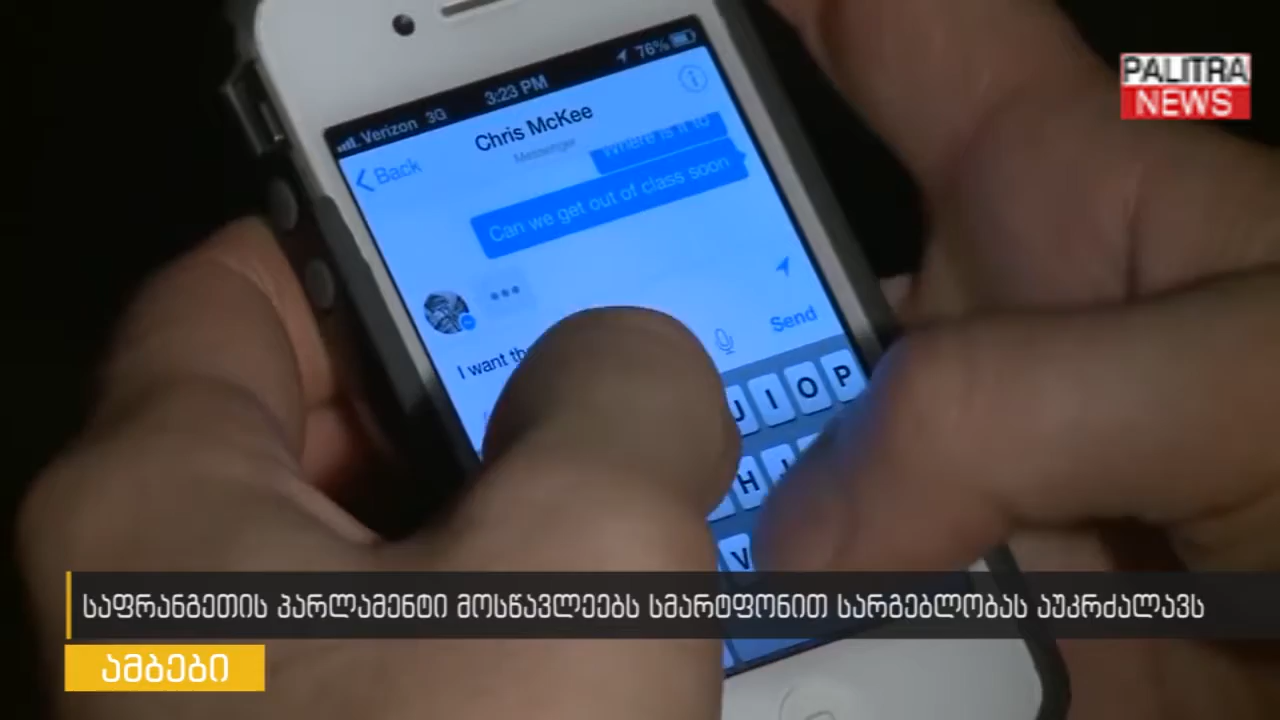 PALITRA
NEWS
Verizon 3G
3:23 PM
76%
Back
Chris McKee
Messenger
Where is it to
Can we get out of class soon
I want
Send
U I O P
H
V
საფრანგეთის პარლამენტი მოსწავლეებს სმარტფონით სარგებლობას აუკრძალავს
ამბები